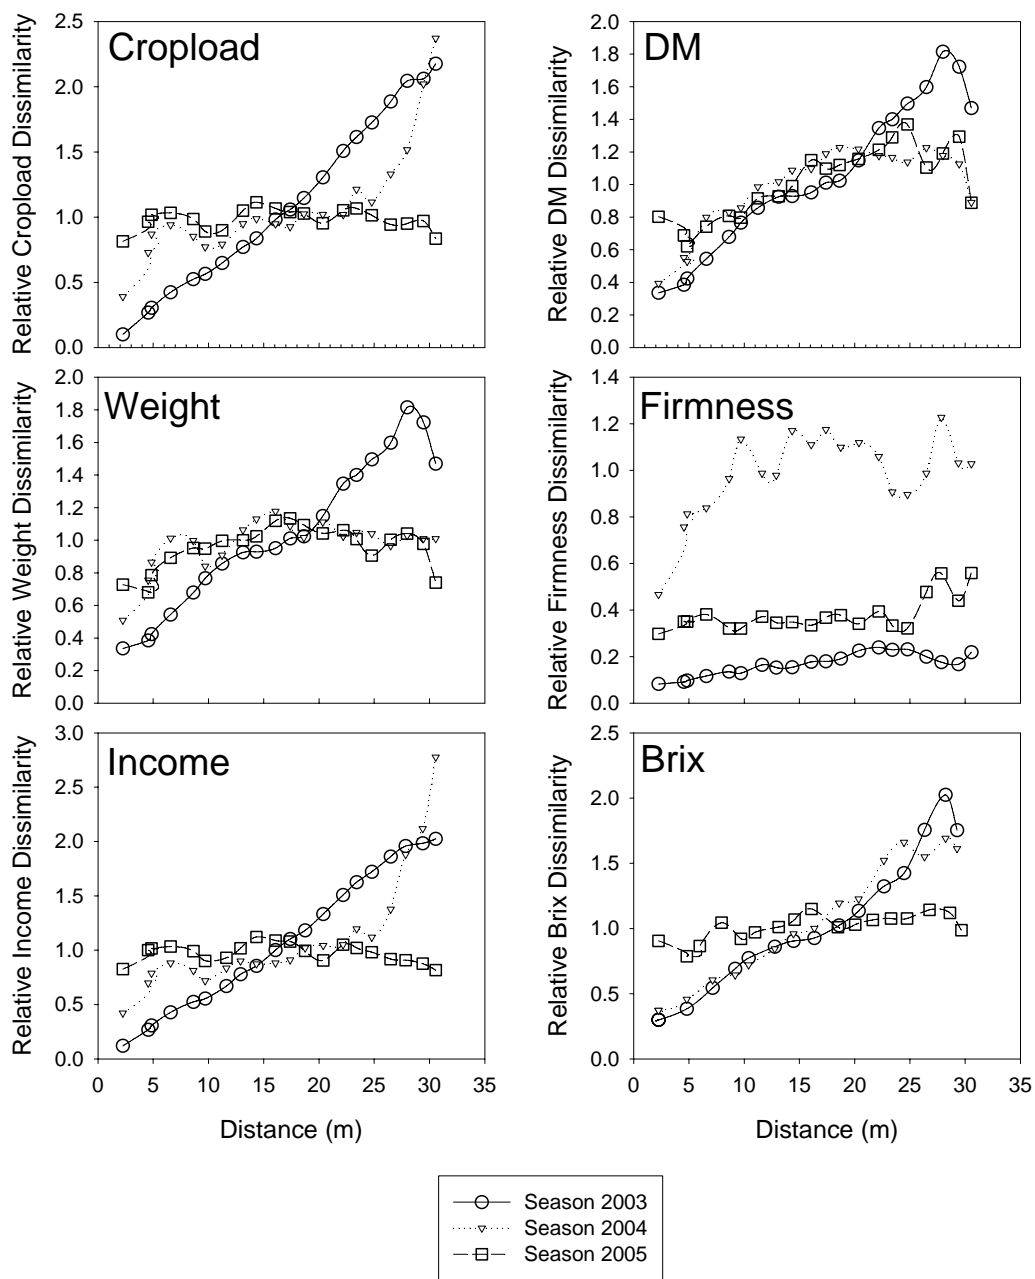 Cropload
Relative Cropload Dissimilarity
2.5
2.0
1.5
1.0
0.5
0.0
DM
Relative DM Dissimilarity
2.0
1.8
1.6
1.4
1.2
1.0
0.8
0.6
0.4
0.2
0.0
Weight
Relative Weight Dissimilarity
2.0
1.8
1.6
1.4
1.2
1.0
0.8
0.6
0.4
0.2
0.0
Firmness
Relative Firmness Dissimilarity
1.4
1.2
1.0
0.8
0.6
0.4
0.2
0.0
Income
Relative Income Dissimilarity
3.0
2.5
2.0
1.5
1.0
0.5
0.0
0 5 10 15 20 25 30 35
Distance (m)
Brix
Relative Brix Dissimilarity
2.5
2.0
1.5
1.0
0.5
0.0
0 5 10 15 20 25 30 35
Distance (m)
Season 2003
Season 2004
Season 2005